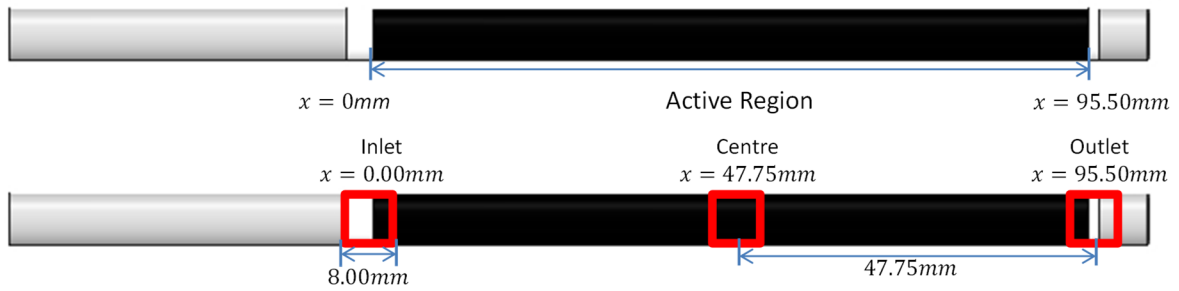 x = 0mm Active Region x = 95.50mm
Inlet Centre Outlet
x = 0.00mm x = 47.75mm x = 95.50mm
8.00mm 47.75mm